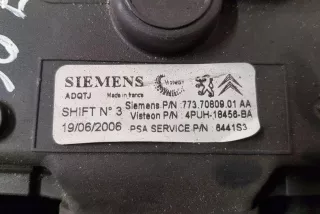 SIEMENS
ADQTJ Made in france
SHIFT N° 3 Siemens P/N : 773.70809.01 AA
Visteon P/N : 4PUH-18456-BA
19/06/2006 PSA SERVICE P/N : 6441S3